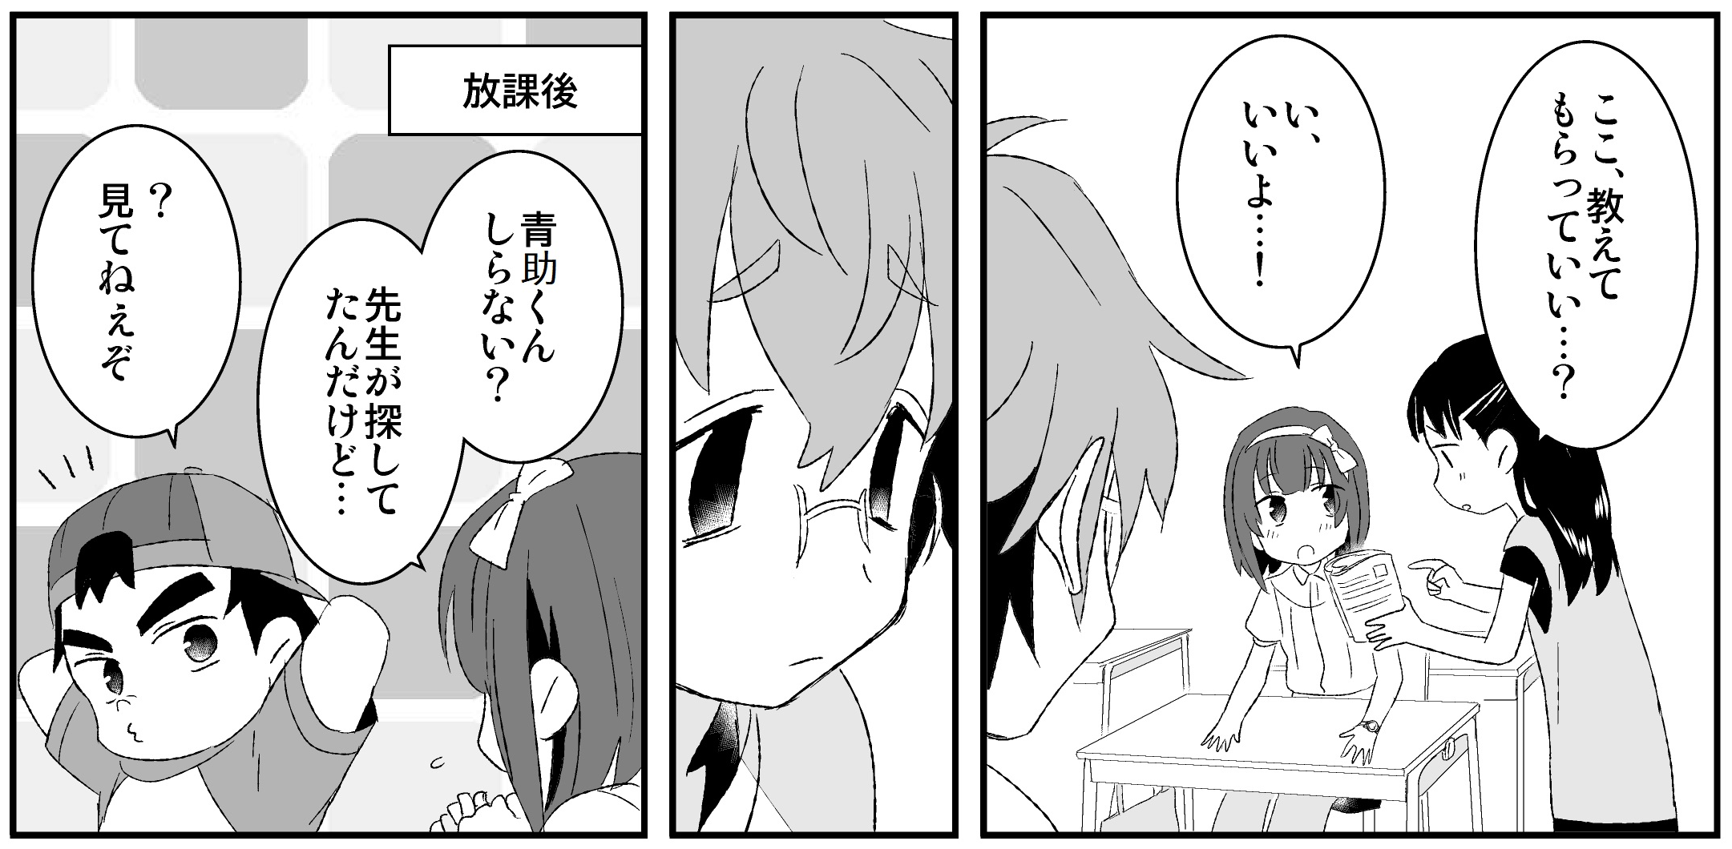 ここ、教えて
もらっていい…？
い、
いいよ……！
放課後
青助くん
しらない？
先生が探して
たんだけど…
？
見てねぇぞ